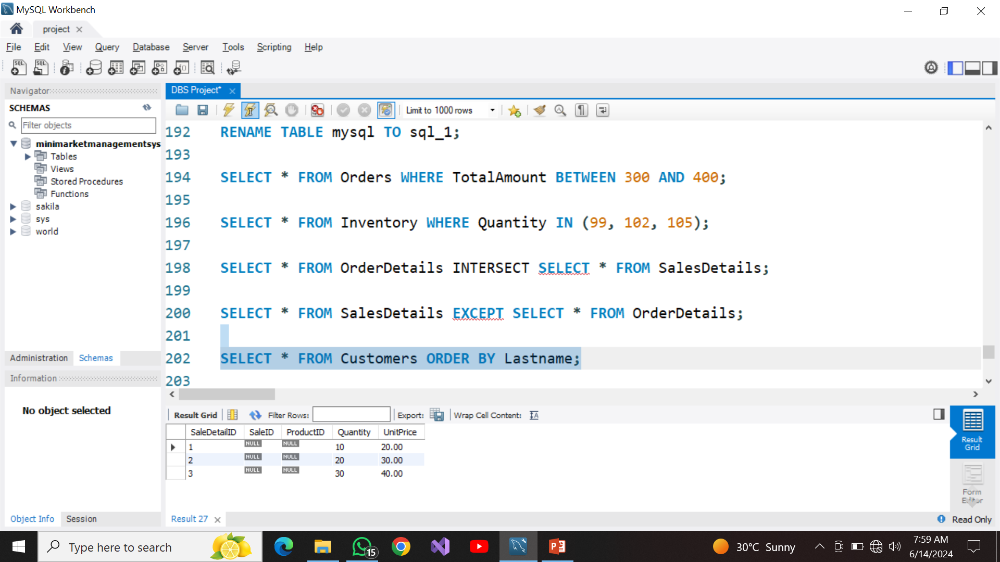 MySQL Workbench
project
File Edit View Query Database Server Tools Scripting Help
Navigator
SCHEMAS
Filter objects
minimarketmanagementsys
Tables
Views
Stored Procedures
Functions
sakila
sys
world
Administration Schemas
Information
No object selected
Object Info Session
DBS Project*
Limit to 1000 rows
192 RENAME TABLE mysql TO sql_1;
193
194 SELECT * FROM Orders WHERE TotalAmount BETWEEN 300 AND 400;
195
196 SELECT * FROM Inventory WHERE Quantity IN (99, 102, 105);
197
198 SELECT * FROM OrderDetails INTERSECT SELECT * FROM SalesDetails;
199
200 SELECT * FROM SalesDetails EXCEPT SELECT * FROM OrderDetails;
201
202 SELECT * FROM Customers ORDER BY Lastname;
203
Result Grid Filter Rows: Export: Wrap Cell Content:
SaleDetailID SaleID ProductID Quantity UnitPrice
1 NULL NULL 10 20.00
2 NULL NULL 20 30.00
3 NULL NULL 30 40.00
Result
Grid
Form
Editor
Result 27
Read Only
Type here to search
15
30°C Sunny
7:59 AM
6/14/2024